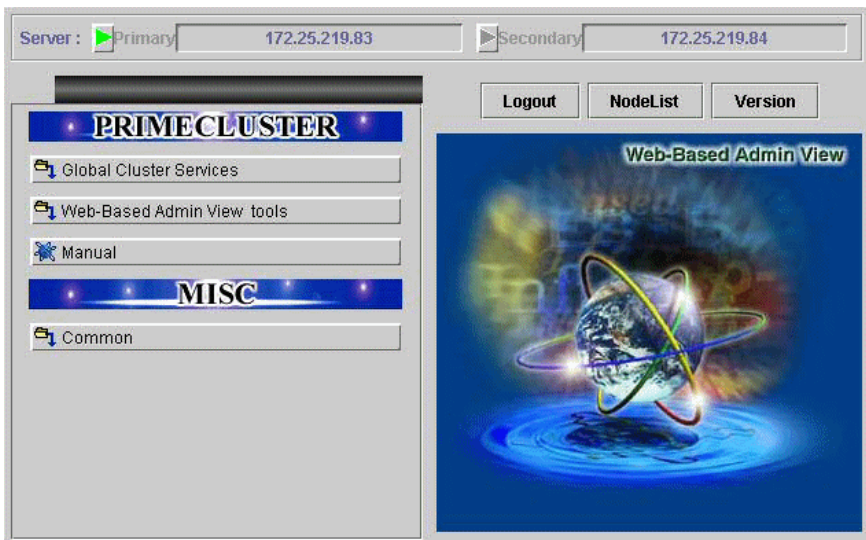 Server : Primary 172.25.219.83 Secondary 172.25.219.84
Logout NodeList Version
PRIMECLUSTER
Global Cluster Services
Web-Based Admin View tools
Manual
MISC
Common
Web-Based Admin View